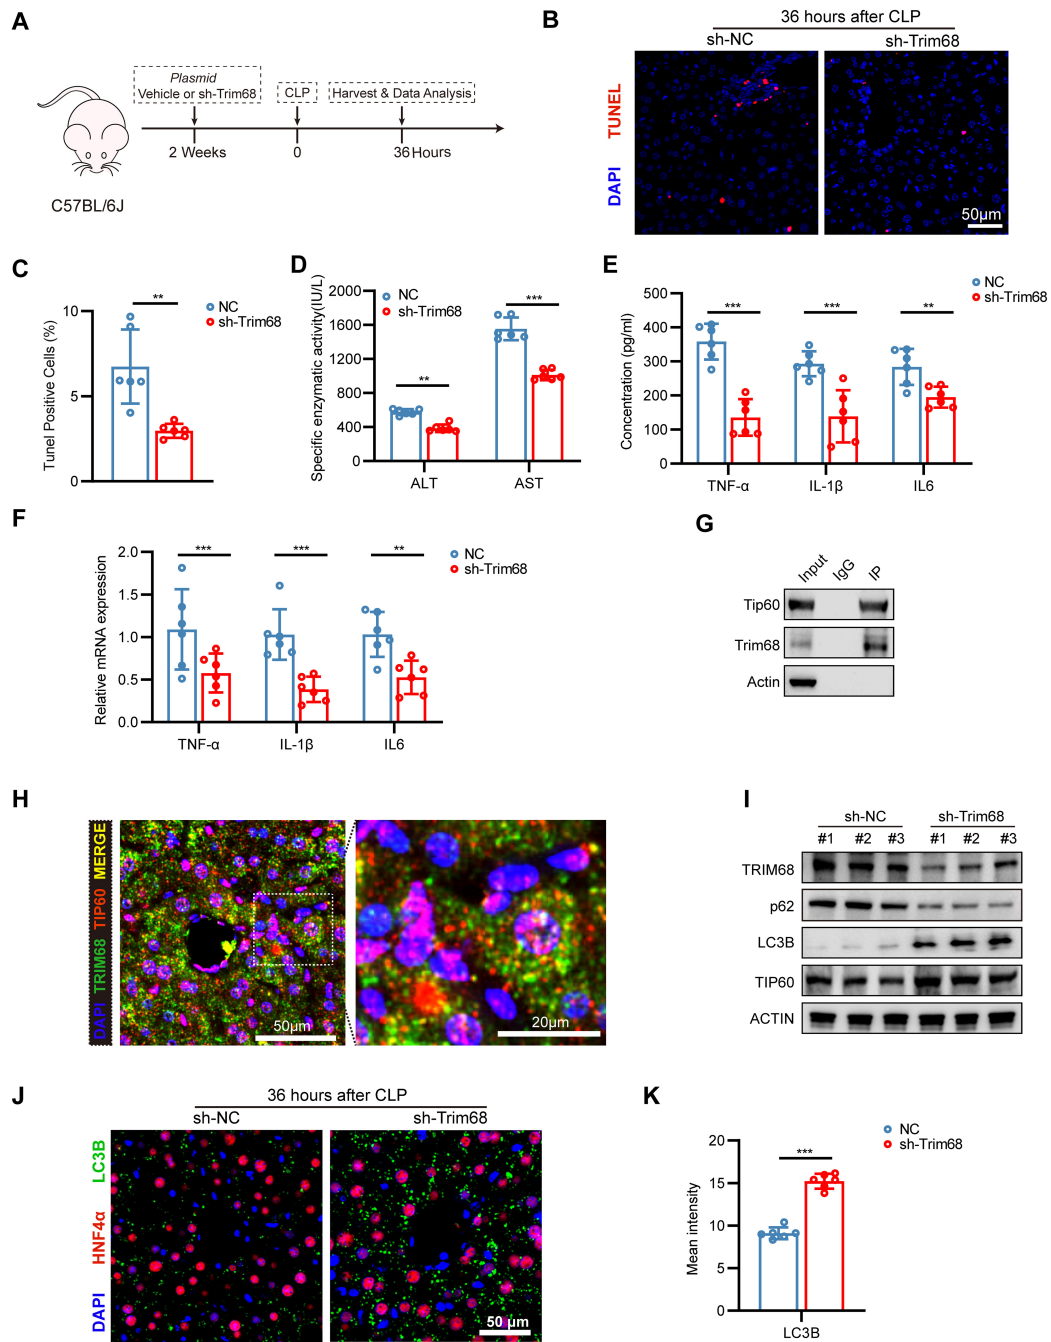 A
Plasmid
Vehicle or sh-Trim68
CLP
Harvest & Data Analysis
2 Weeks
0
36Hours
C57BL/6J
B
36 hours after CLP
sh-NC
sh-Trim68
DAPI
TUNEL
50μm
C
NC
sh-Trim68
**
Tunel Positive Cells (%)
10
5
0
D
NC
sh-Trim68
Specific enzymatic activity(IU/L)
2000
1600
1200
800
400
0
**
***
ALT
AST
E
NC
sh-Trim68
Concentration (pg/ml)
500
400
300
200
100
0
***
***
**
TNF-α
IL-1β
IL6
F
NC
sh-Trim68
Relative mRNA expression
2.0
1.5
1.0
0.5
0.0
***
***
**
TNF-α
IL-1β
IL6
G
Input
IgG
IP
Tip60
Trim68
Actin
H
DAPI TRIM68 TIP60 MERGE
50μm
20μm
I
sh-NC
sh-Trim68
#1 #2 #3 #1 #2 #3
TRIM68
p62
LC3B
TIP60
ACTIN
J
36 hours after CLP
sh-NC
sh-Trim68
DAPI
HNF4α
LC3B
50 μm
K
NC
sh-Trim68
Mean intensity
20
15
10
5
0
***
LC3B